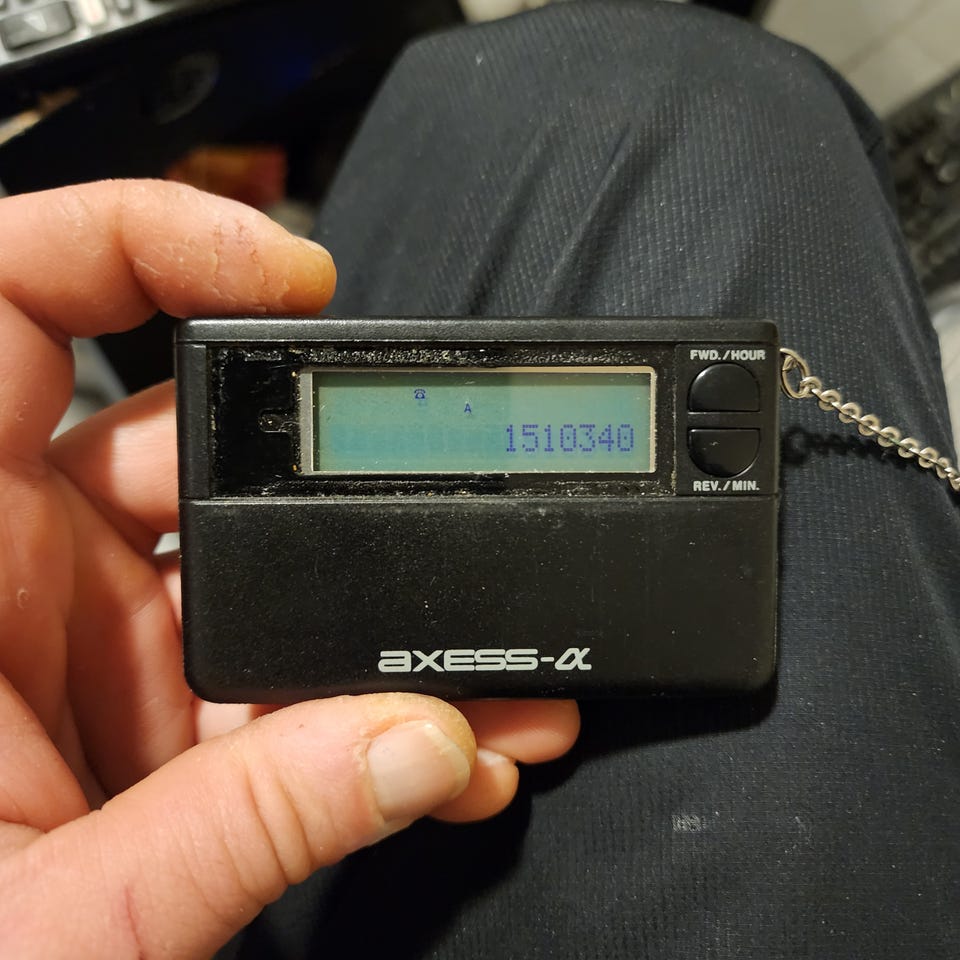 FWD./HOUR
A
1510340
REV./MIN.
axess-α